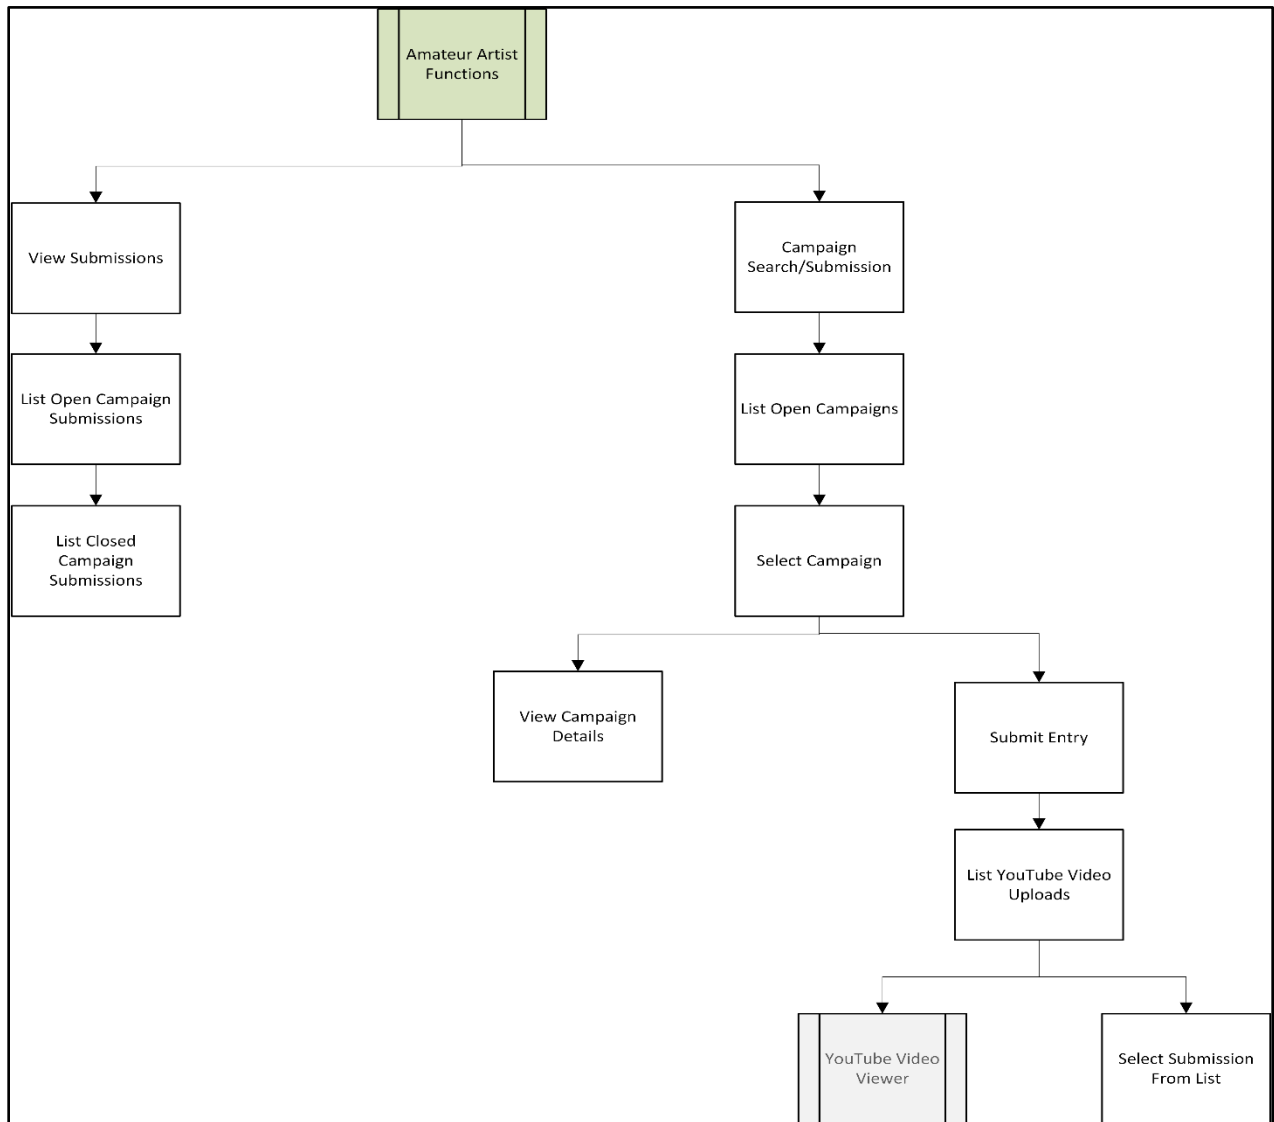 Amateur Artist
Functions
View Submissions
Campaign
Search/Submission
List Open Campaign
Submissions
List Open Campaigns
List Closed
Campaign
Submissions
Select Campaign
View Campaign
Details
Submit Entry
List YouTube Video
Uploads
YouTube Video
Viewer
Select Submission
From List